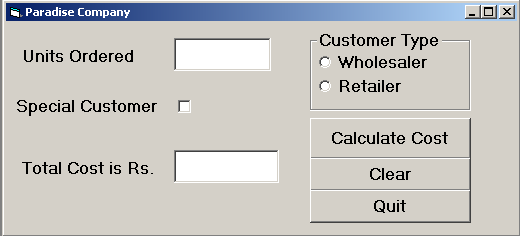 Paradise Company
Units Ordered
Special Customer
Total Cost is Rs.
Customer Type
Wholesaler
Retailer
Calculate Cost
Clear
Quit